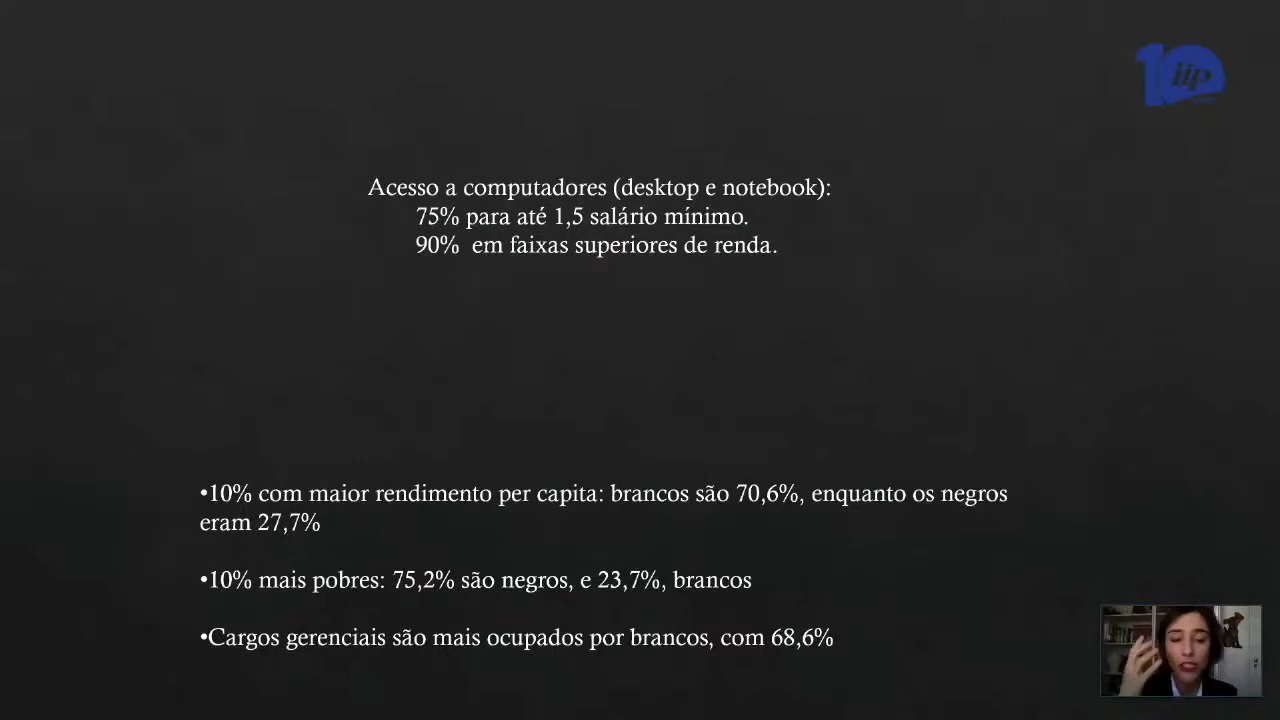 10
iip
Acesso a computadores (desktop e notebook):
75% para até 1,5 salário mínimo.
90% em faixas superiores de renda.
•10% com maior rendimento per capita: brancos são 70,6%, enquanto os negros
eram 27,7%
•10% mais pobres: 75,2% são negros, e 23,7%, brancos
•Cargos gerenciais são mais ocupados por brancos, com 68,6%